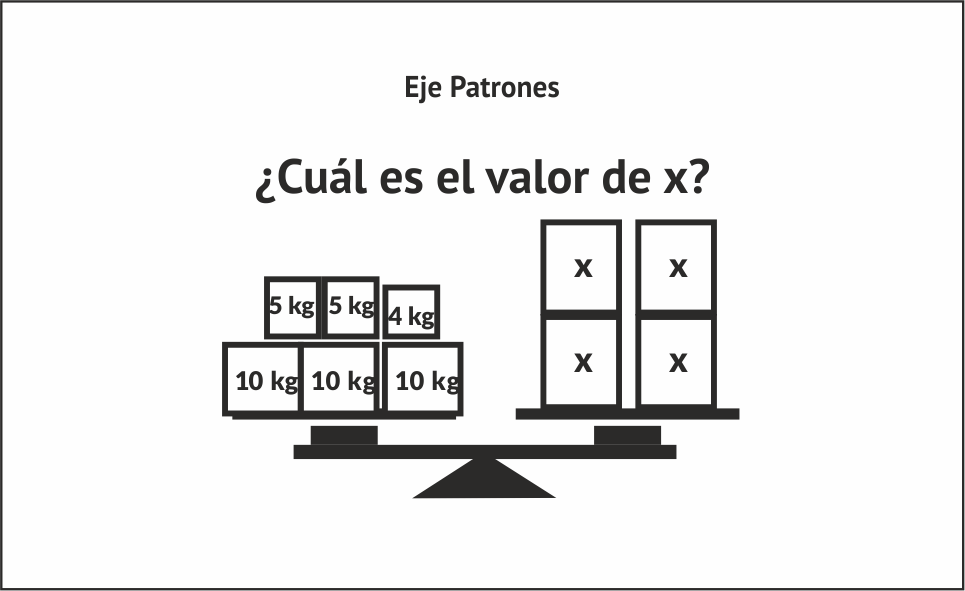 Eje Patrones
¿Cuál es el valor de x?
x x
5 kg 5 kg 4 kg
x x
10 kg 10 kg 10 kg